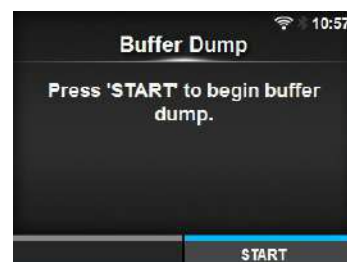 10:57
Buffer Dump
Press 'START' to begin buffer
dump.
START